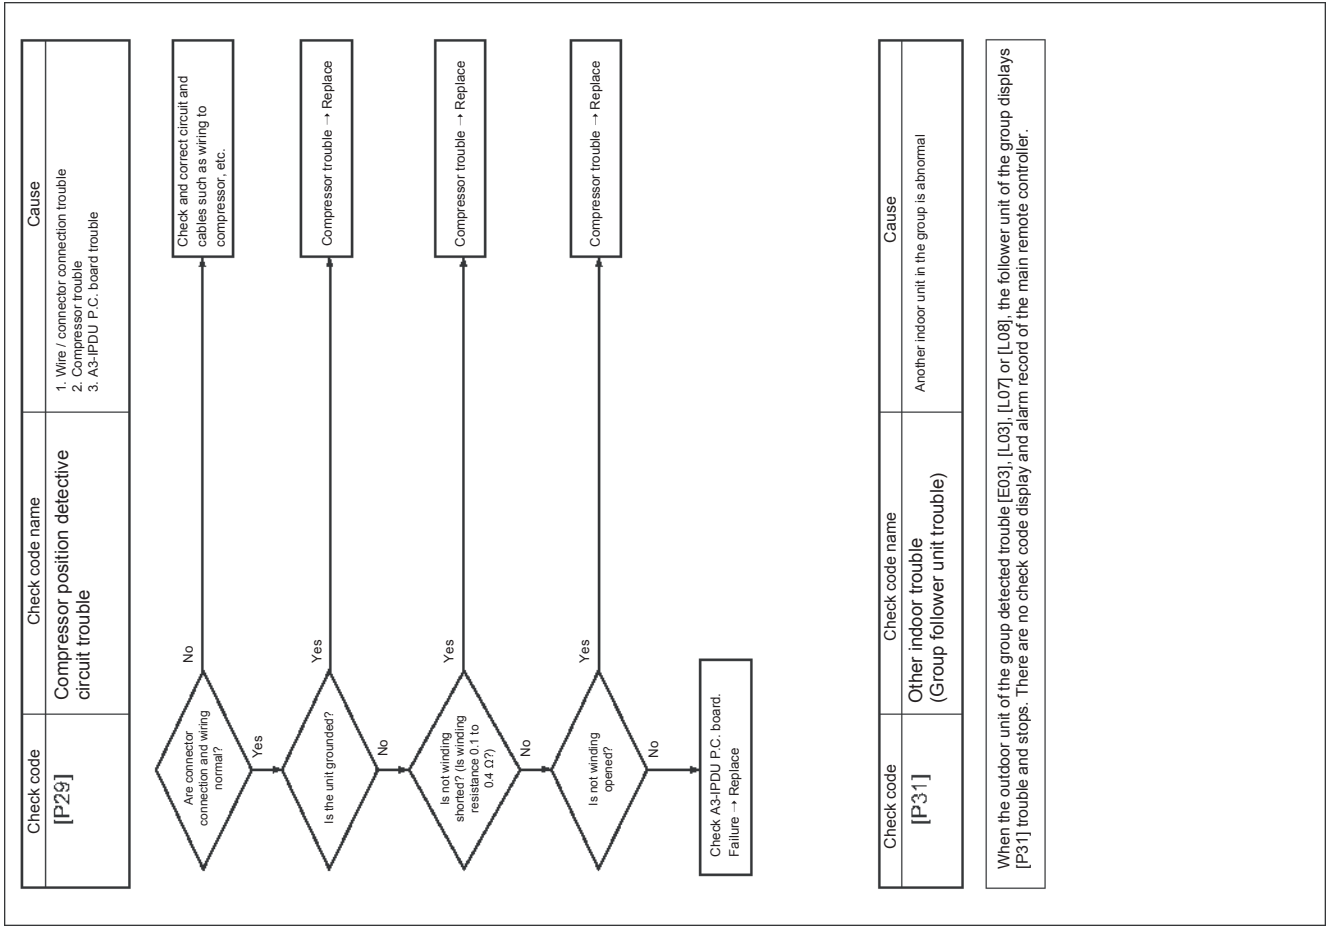 Check code
Check code name
Cause
[P29]
Compressor position detective
circuit trouble
1. Wire / connector connection trouble
2. Compressor trouble
3. A3-IPDU P.C. board trouble
Are connector
connection and wiring
normal?
No
Check and correct circuit and
cables such as wiring to
compressor, etc.
Yes
Is the unit grounded?
Yes
Compressor trouble → Replace
No
Is not winding
shorted? (Is winding
resistance 0.1 to
0.4 Ω?)
Yes
Compressor trouble → Replace
No
Is not winding
opened?
Yes
Compressor trouble → Replace
No
Check A3-IPDU P.C. board.
Failure → Replace
Check code
Check code name
Cause
[P31]
Other indoor trouble
(Group follower unit trouble)
Another indoor unit in the group is abnormal
When the outdoor unit of the group detected trouble [E03], [L03], [L07] or [L08], the follower unit of the group displays
[P31] trouble and stops. There are no check code display and alarm record of the main remote controller.